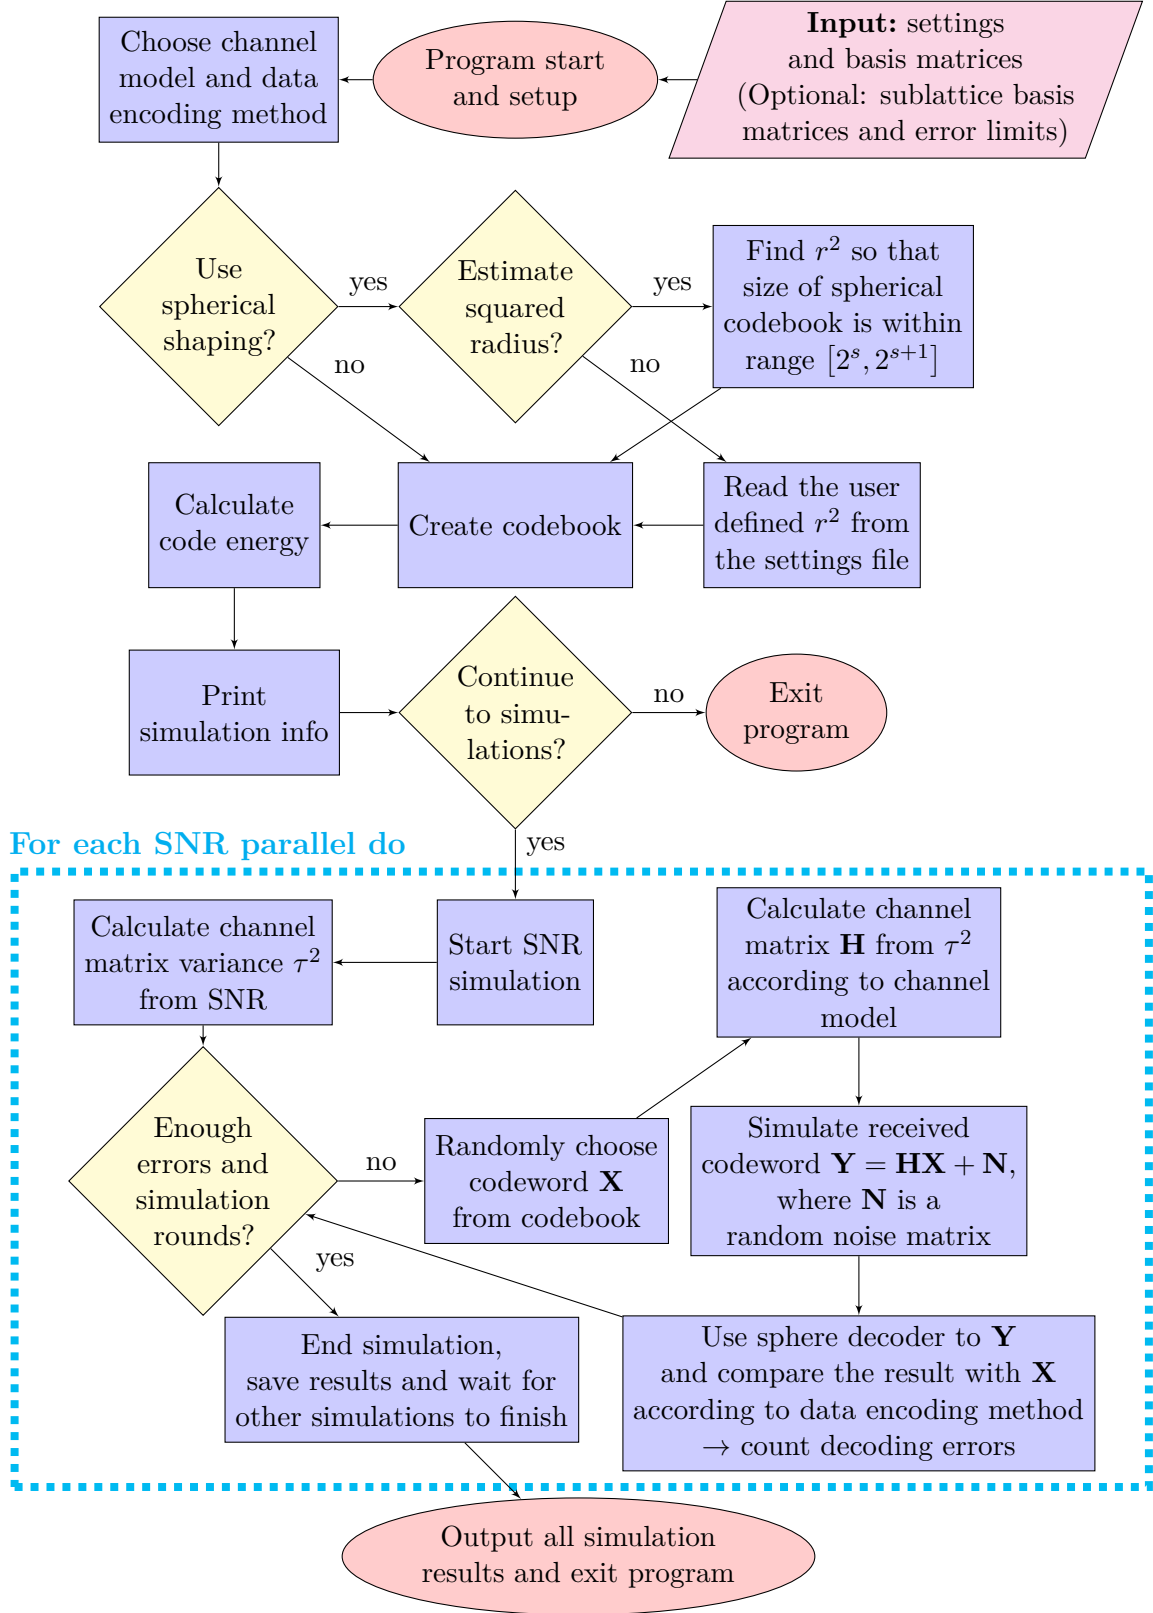 Choose channel
model and data
encoding method
Program start
and setup
Input: settings
and basis matrices
(Optional: sublattice basis
matrices and error limits)
Use
spherical
shaping?
yes
no
Estimate
squared
radius?
yes
no
Find r² so that
size of spherical
codebook is within
range [2^s, 2^{s+1}]
Calculate
code energy
Create codebook
Read the user
defined r² from
the settings file
Print
simulation info
Continue
to simu-
lations?
no
Exit
program
yes
For each SNR parallel do
Calculate channel
matrix variance τ²
from SNR
Start SNR
simulation
Calculate channel
matrix H from τ²
according to channel
model
Enough
errors and
simulation
rounds?
no
yes
Randomly choose
codeword X
from codebook
Simulate received
codeword Y = HX + N,
where N is a
random noise matrix
End simulation,
save results and wait for
other simulations to finish
Use sphere decoder to Y
and compare the result with X
according to data encoding method
→ count decoding errors
Output all simulation
results and exit program